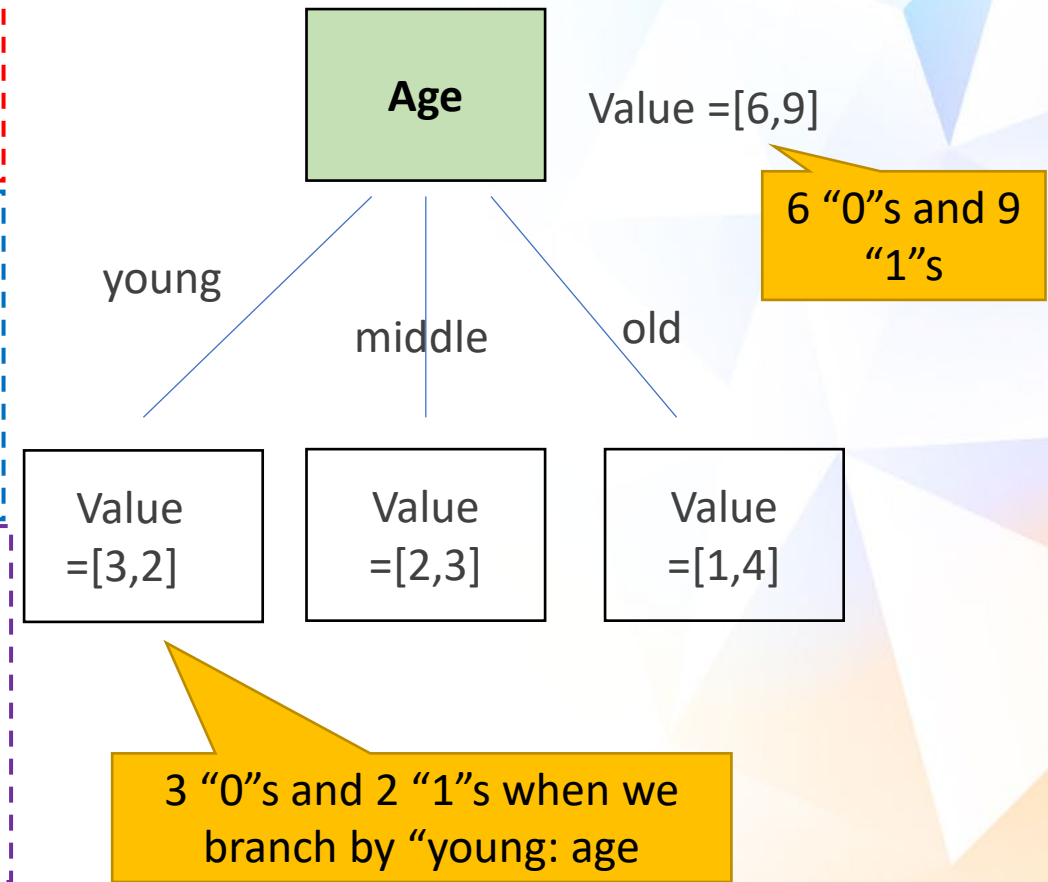 Age
Value =[6,9]
6 “0”s and 9
“1”s
young
middle
old
Value
=[3,2]
Value
=[2,3]
Value
=[1,4]
3 “0”s and 2 “1”s when we
branch by “young: age